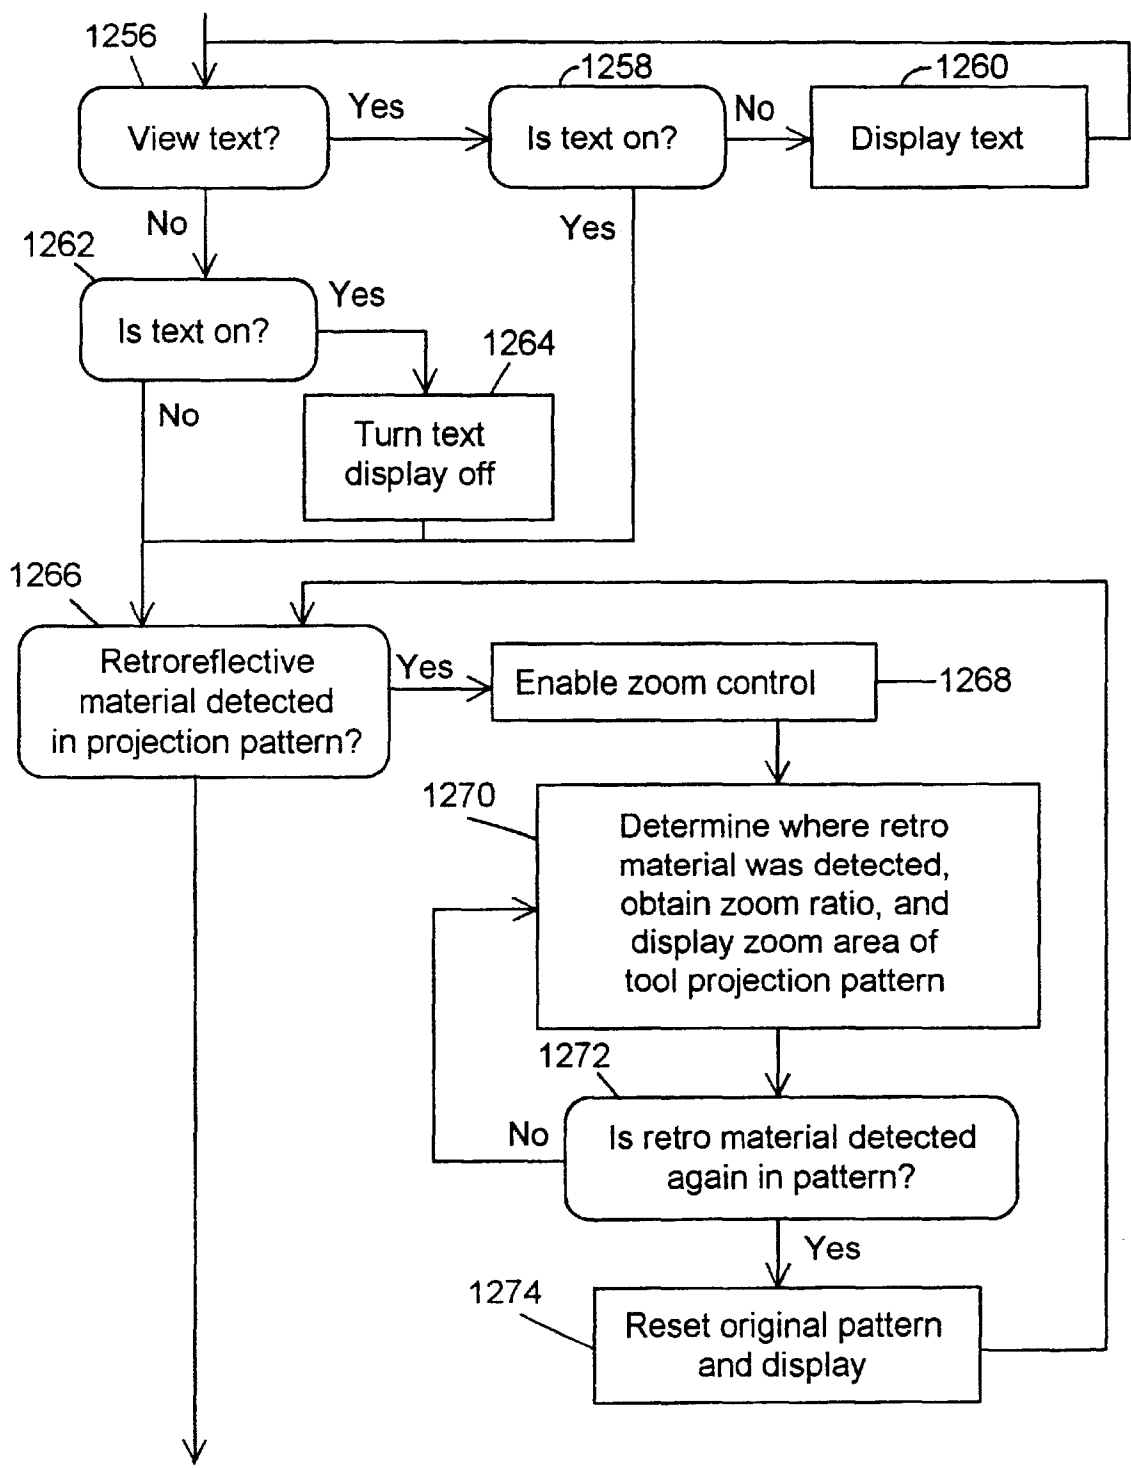 1256
1258
1260
View text?
Yes
Is text on?
No
Display text
No
Yes
1262
Is text on?
Yes
1264
No
Turn text
display off
1266
Retroreflective
material detected
in projection pattern?
Yes
Enable zoom control
1268
1270
Determine where retro
material was detected,
obtain zoom ratio, and
display zoom area of
tool projection pattern
1272
No
Is retro material detected
again in pattern?
Yes
1274
Reset original pattern
and display